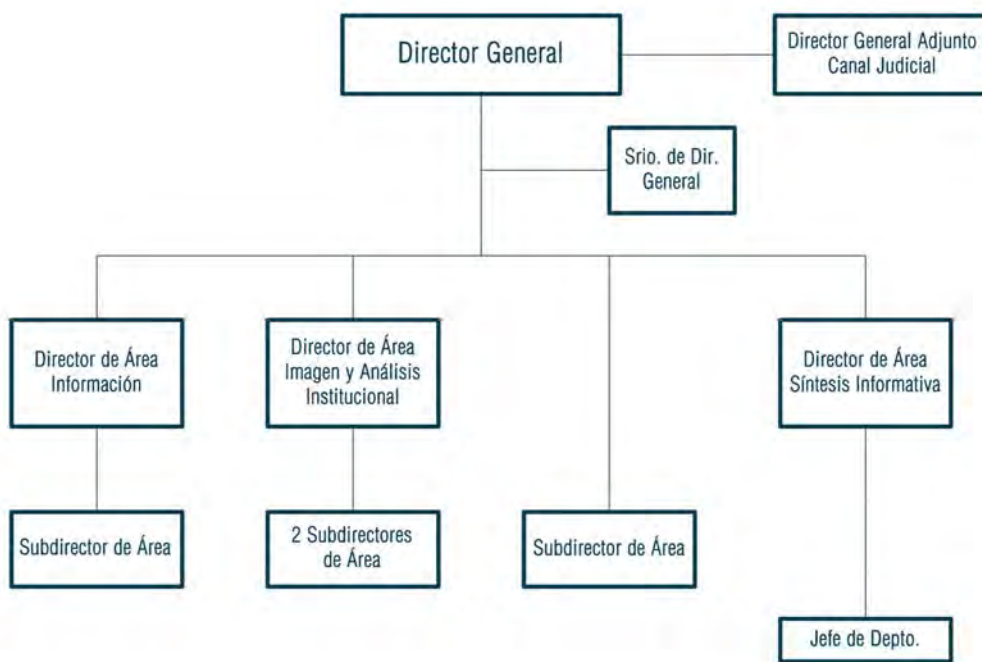 Director General
Director General Adjunto
Canal Judicial
Srio. de Dir.
General
Director de Área
Información
Director de Área
Imagen y Análisis
Institucional
Director de Área
Síntesis Informativa
Subdirector de Área
2 Subdirectores
de Área
Subdirector de Área
Jefe de Depto.